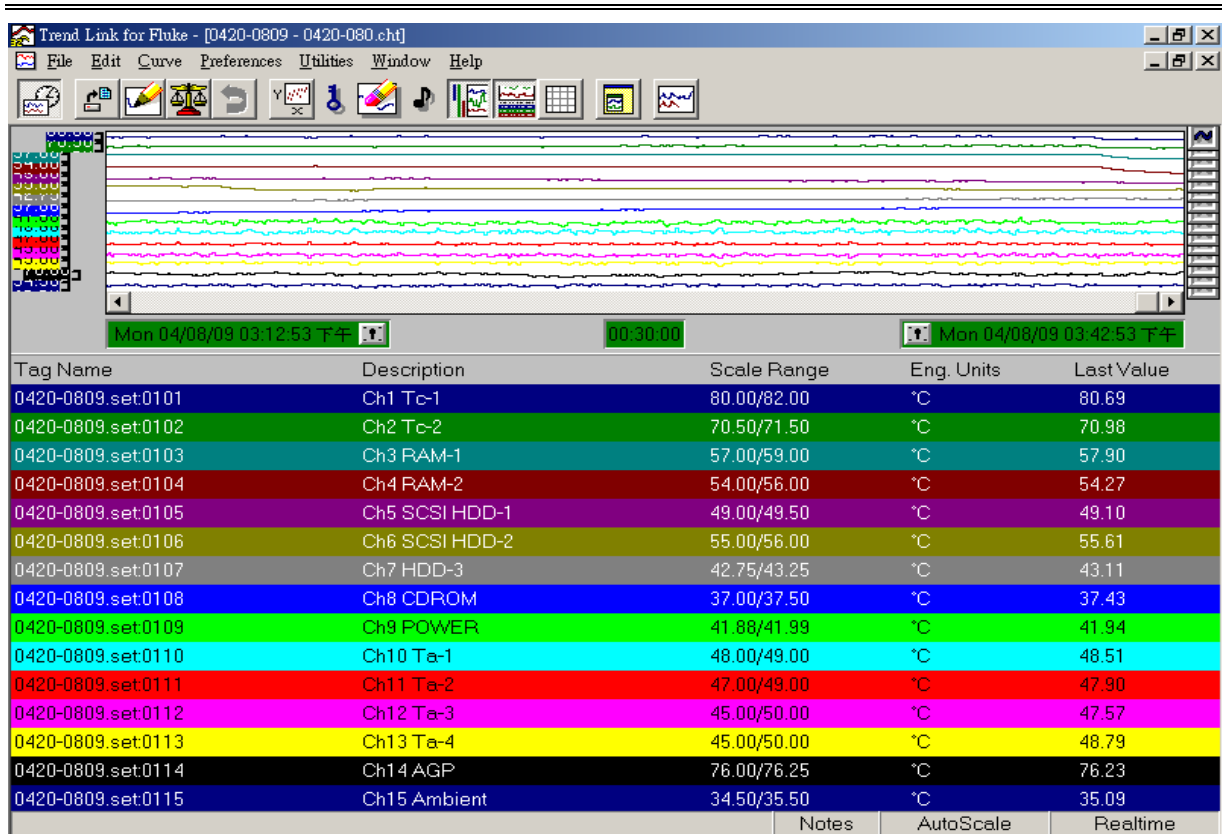 Trend Link for Fluke - [0420-0809 - 0420-080.cht]
File Edit Curve Preferences Utilities Window Help
Mon 04/08/09 03:12:53 下午 00:30:00 Mon 04/08/09 03:42:53 下午
Tag Name Description Scale Range Eng. Units Last Value
0420-0809.set:0101 Ch1 Tc-1 80.00/82.00 °C 80.69
0420-0809.set:0102 Ch2 Tc-2 70.50/71.50 °C 70.98
0420-0809.set:0103 Ch3 RAM-1 57.00/59.00 °C 57.90
0420-0809.set:0104 Ch4 RAM-2 54.00/56.00 °C 54.27
0420-0809.set:0105 Ch5 SCSI HDD-1 49.00/49.50 °C 49.10
0420-0809.set:0106 Ch6 SCSI HDD-2 55.00/56.00 °C 55.61
0420-0809.set:0107 Ch7 HDD-3 42.75/43.25 °C 43.11
0420-0809.set:0108 Ch8 CDROM 37.00/37.50 °C 37.43
0420-0809.set:0109 Ch9 POWER 41.88/41.99 °C 41.94
0420-0809.set:0110 Ch10 Ta-1 48.00/49.00 °C 48.51
0420-0809.set:0111 Ch11 Ta-2 47.00/49.00 °C 47.90
0420-0809.set:0112 Ch12 Ta-3 45.00/50.00 °C 47.57
0420-0809.set:0113 Ch13 Ta-4 45.00/50.00 °C 48.79
0420-0809.set:0114 Ch14 AGP 76.00/76.25 °C 76.23
0420-0809.set:0115 Ch15 Ambient 34.50/35.50 °C 35.09
Notes AutoScale Realtime